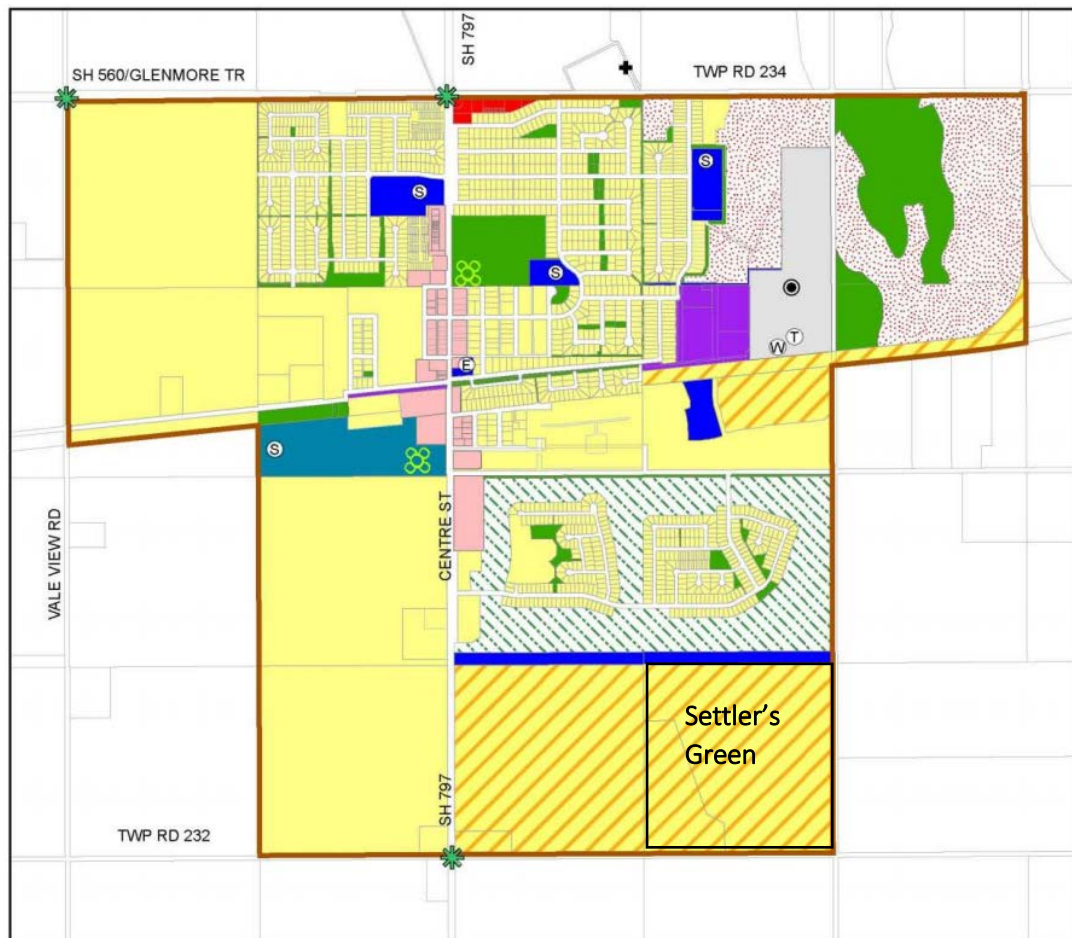 SH 797
SH 560/GLENMORE TR
TWP RD 234
S
S
S
W
T
E
S
VALE VIEW RD
CENTRE ST
Settler’s
Green
SH 797
TWP RD 232